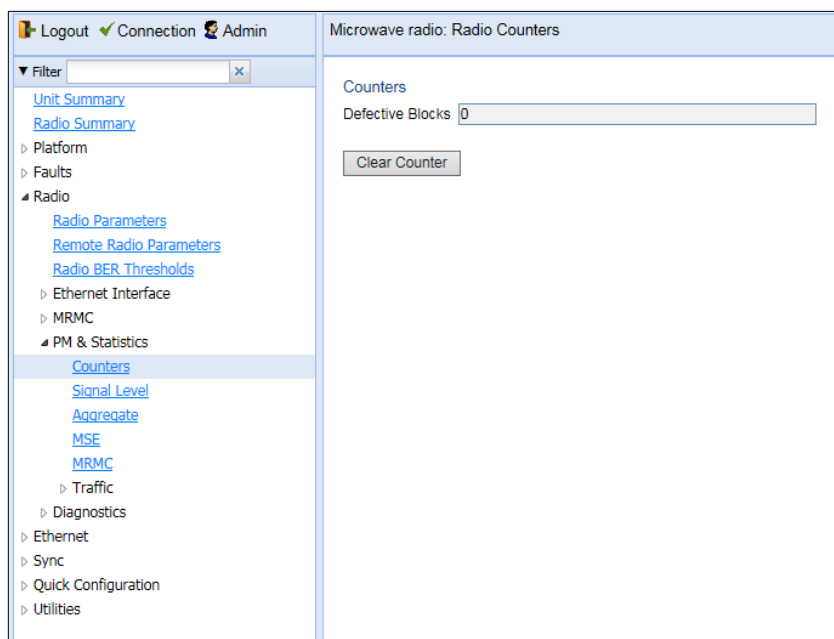 Logout Connection Admin
Filter
Unit Summary
Radio Summary
Platform
Faults
Radio
Radio Parameters
Remote Radio Parameters
Radio BER Thresholds
Ethernet Interface
MRMC
PM & Statistics
Counters
Signal Level
Aggregate
MSE
MRMC
Traffic
Diagnostics
Ethernet
Sync
Quick Configuration
Utilities
Microwave radio: Radio Counters
Counters
Defective Blocks 0
Clear Counter